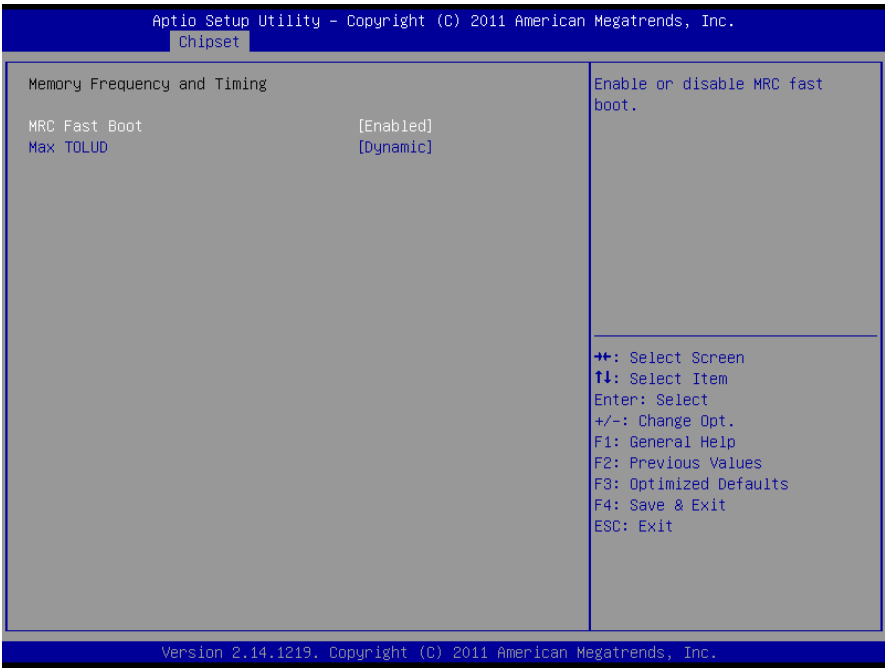 Aptio Setup Utility – Copyright (C) 2011 American Megatrends, Inc.
Chipset
Memory Frequency and Timing
MRC Fast Boot [Enabled]
Max TOLUD [Dynamic]
Enable or disable MRC fast
boot.
→←: Select Screen
↑↓: Select Item
Enter: Select
+/-: Change Opt.
F1: General Help
F2: Previous Values
F3: Optimized Defaults
F4: Save & Exit
ESC: Exit
Version 2.14.1219. Copyright (C) 2011 American Megatrends, Inc.